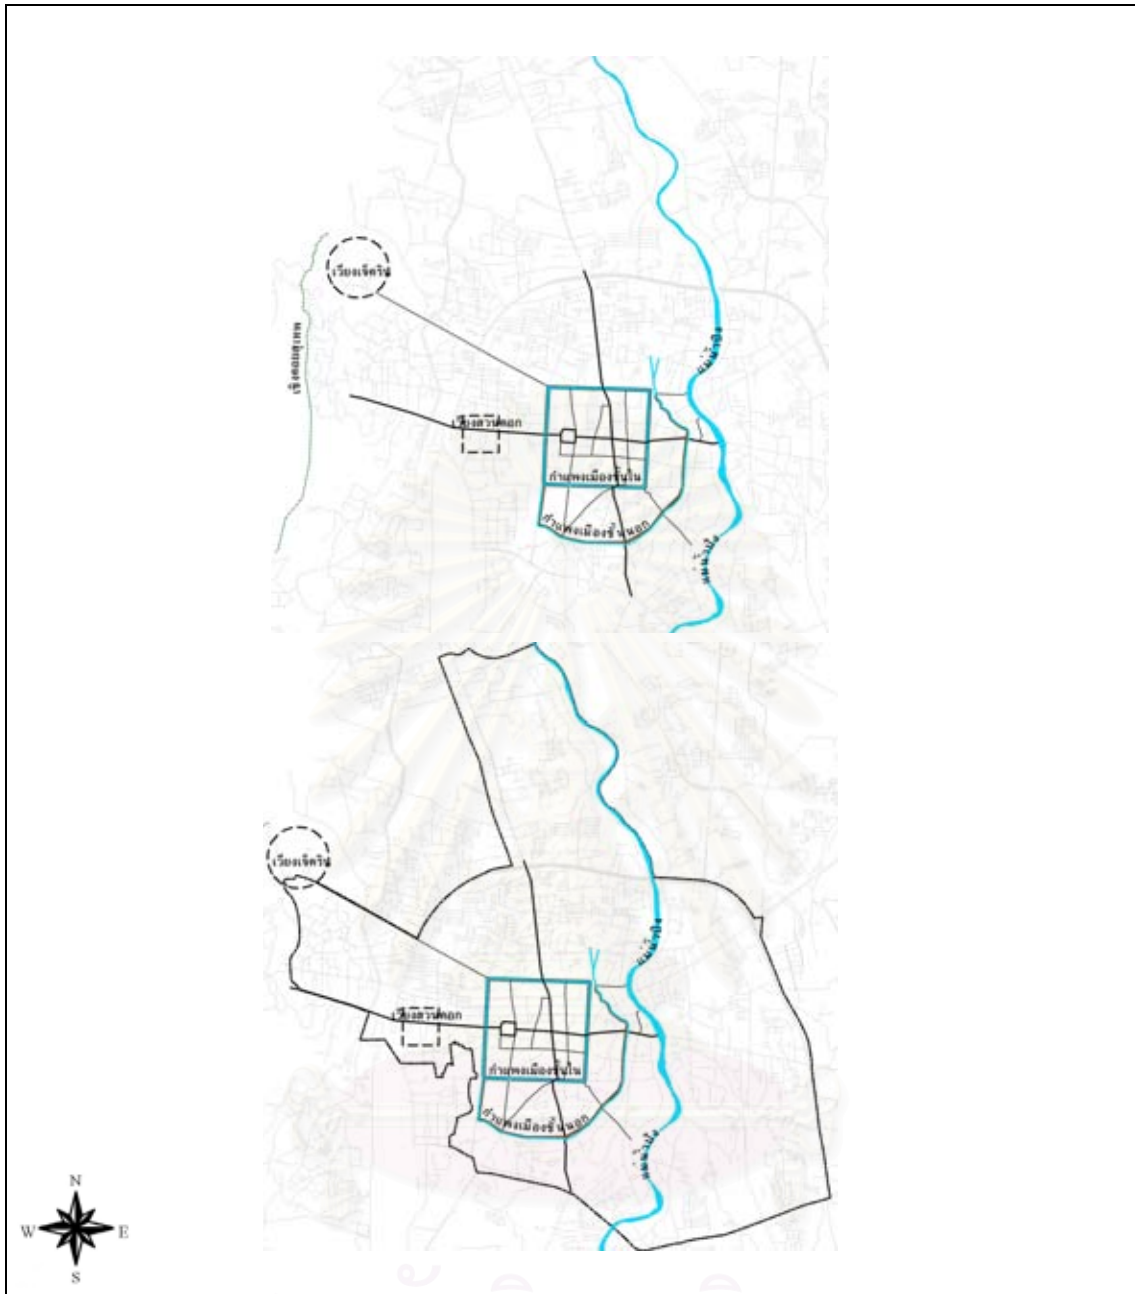 เวียงเจ็ดริน
เชิงดอยสุเทพ
แม่น้ำปิง
เวียงสวนดอก
กำแพงเมืองชั้นใน
กำแพงเมืองชั้นนอก
แม่น้ำปิง
เวียงเจ็ดริน
แม่น้ำปิง
เวียงสวนดอก
กำแพงเมืองชั้นใน
กำแพงเมืองชั้นนอก
แม่น้ำปิง
N
W E
S